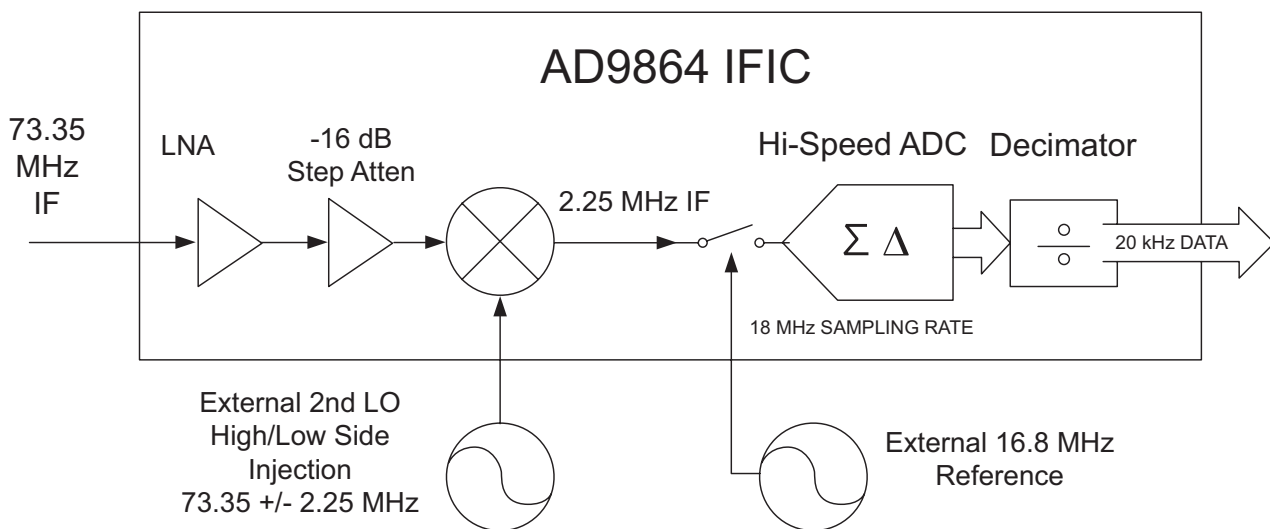 AD9864 IFIC
73.35
MHz
IF
LNA
-16 dB
Step Atten
2.25 MHz IF
Hi-Speed ADC
Decimator
Σ Δ
20 kHz DATA
18 MHz SAMPLING RATE
External 2nd LO
High/Low Side
Injection
73.35 +/- 2.25 MHz
External 16.8 MHz
Reference